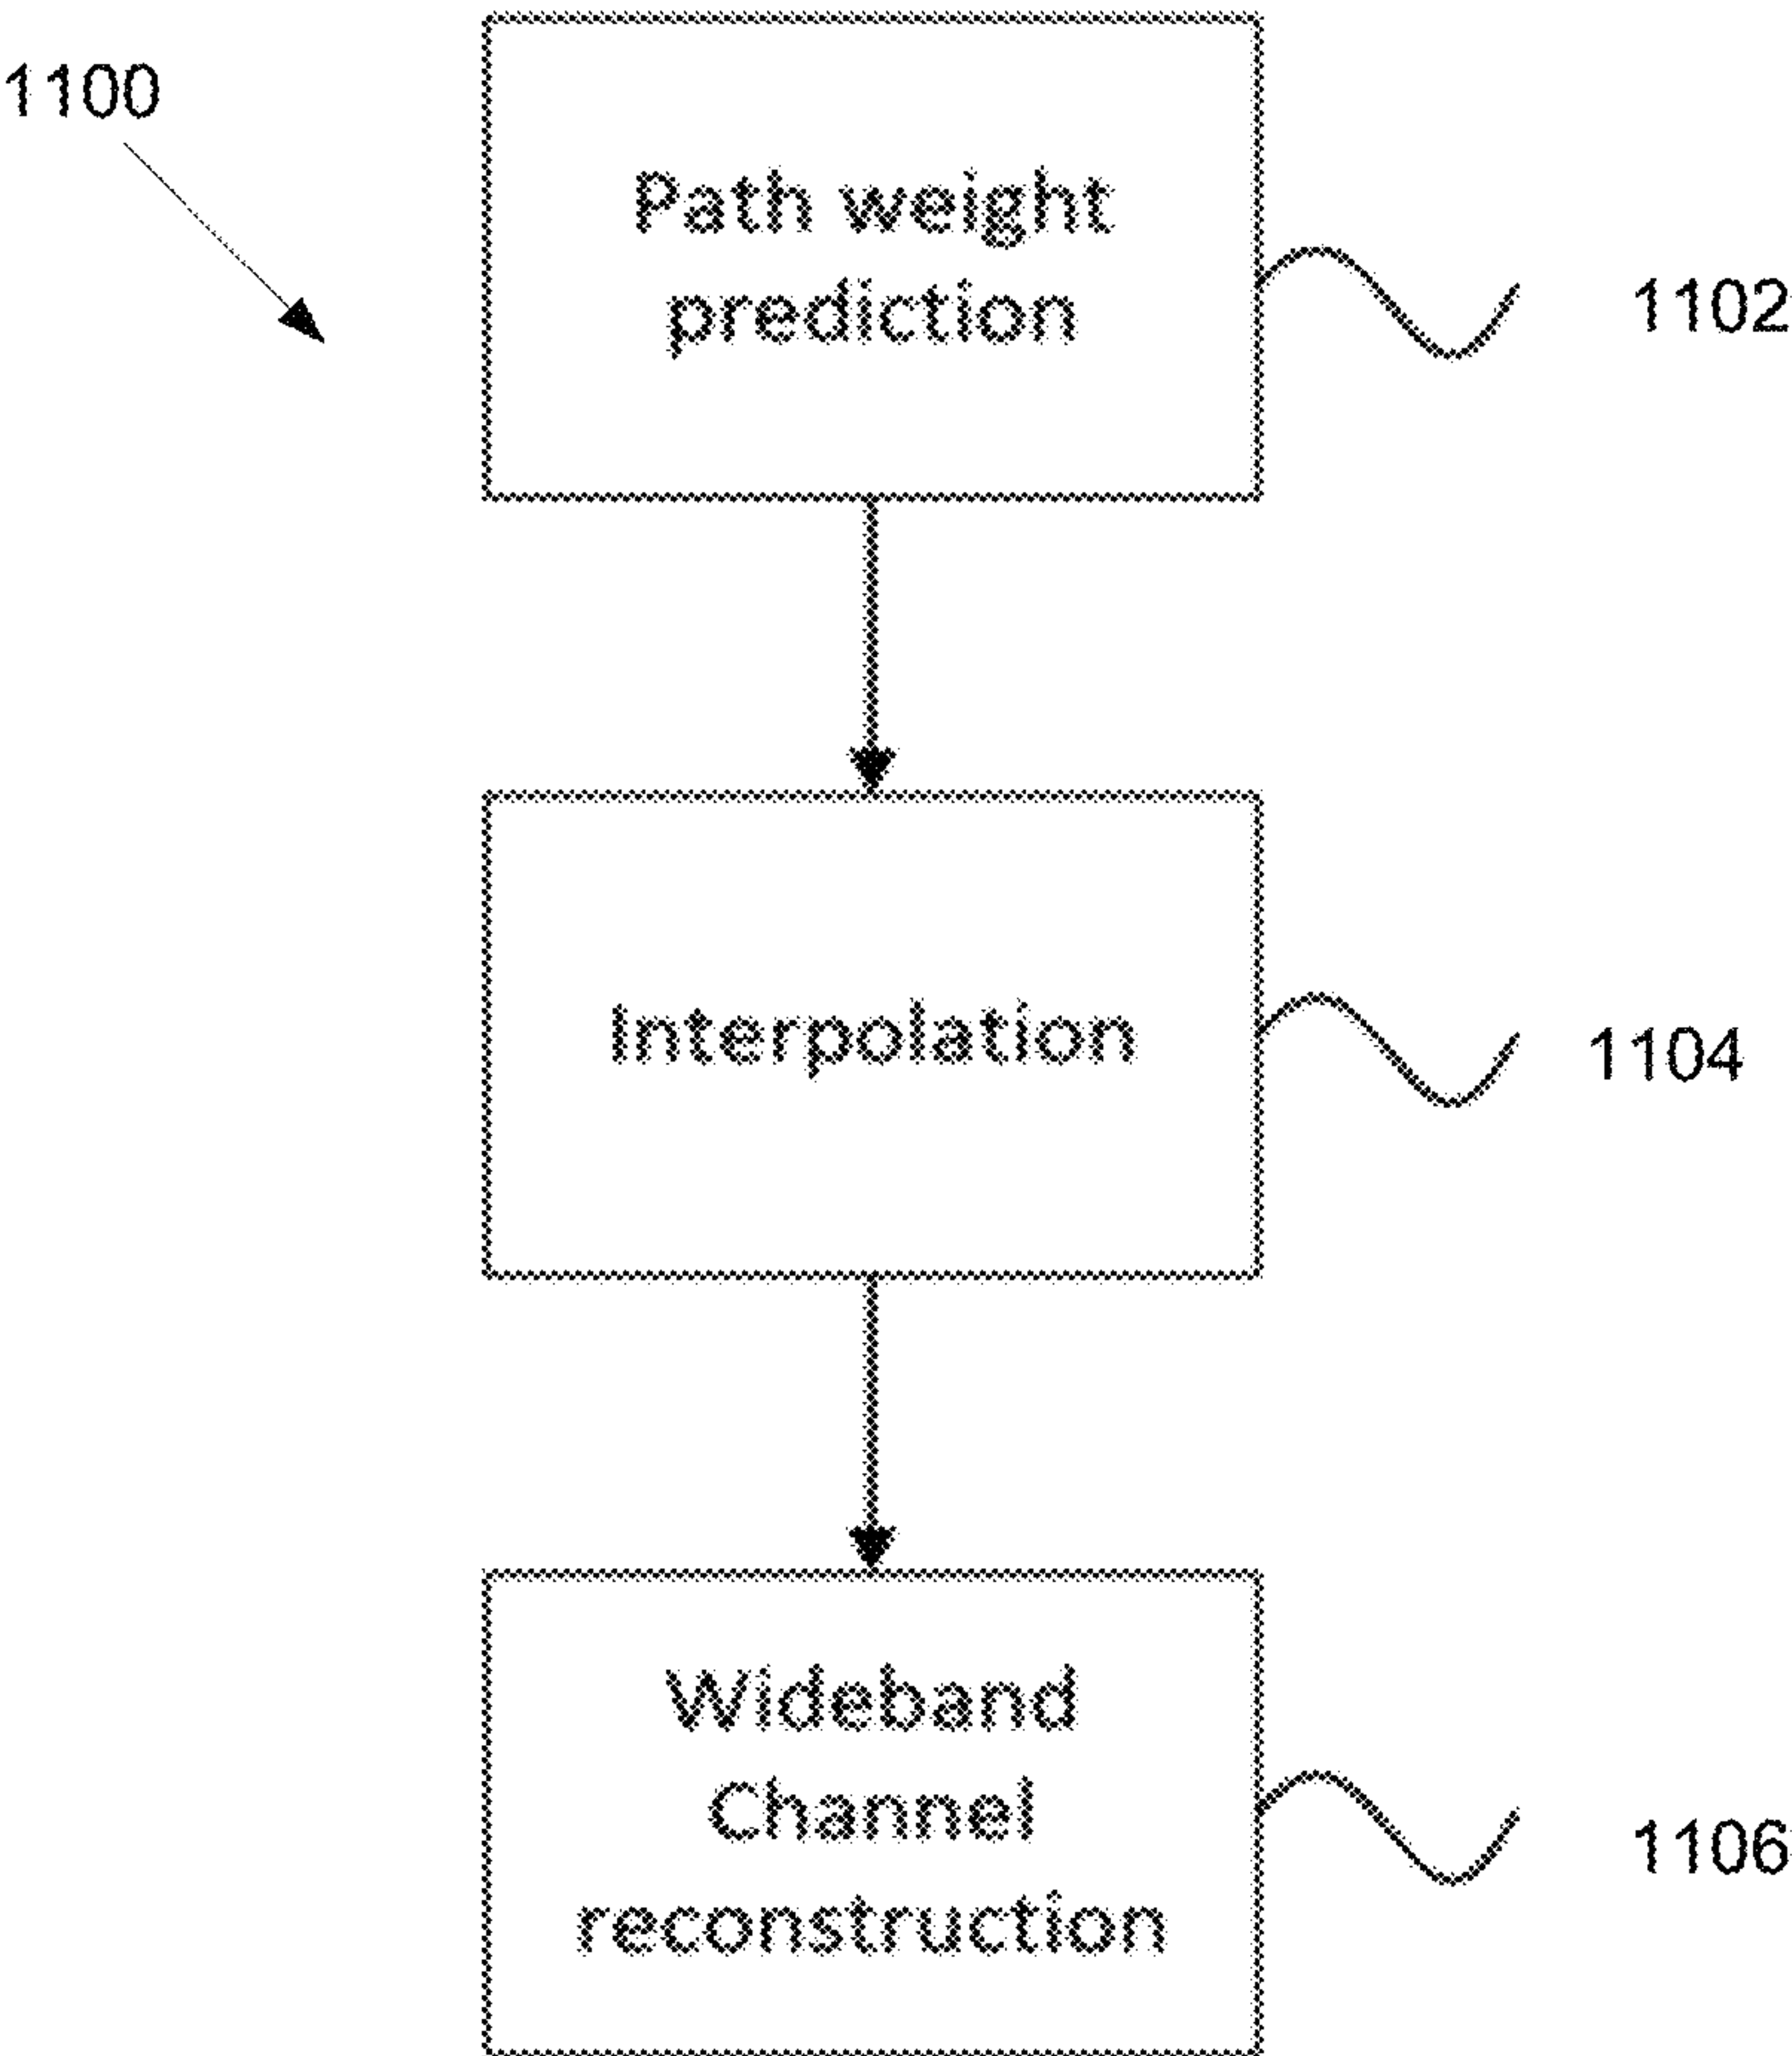 1100
Path weight
prediction
1102
Interpolation
1104
Wideband
Channel
reconstruction
1106